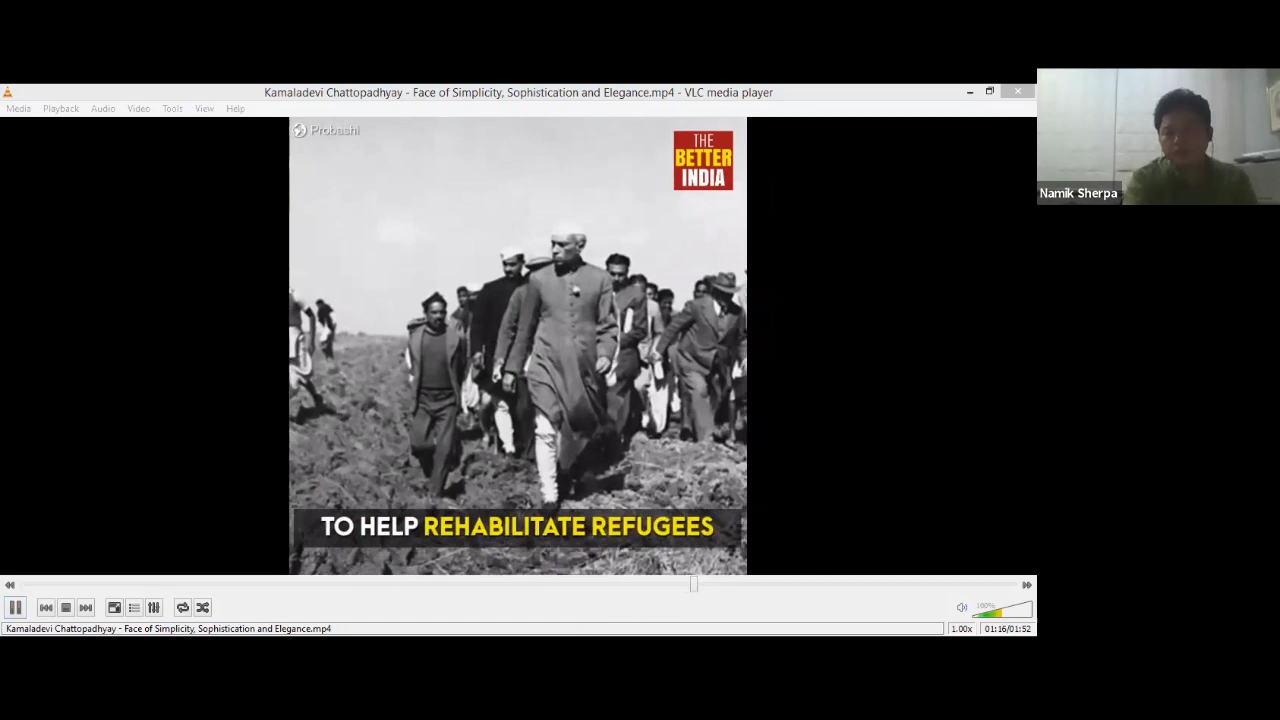 Kamaladevi Chattopadhyay - Face of Simplicity, Sophistication and Elegance.mp4 - VLC media player
Media Playback Audio Video Tools View Help
Probashi
THE
BETTER
INDIA
Namik Sherpa
TO HELP REHABILITATE REFUGEES
100%
Kamaladevi Chattopadhyay - Face of Simplicity, Sophistication and Elegance.mp4
1.00x
01:16/01:52